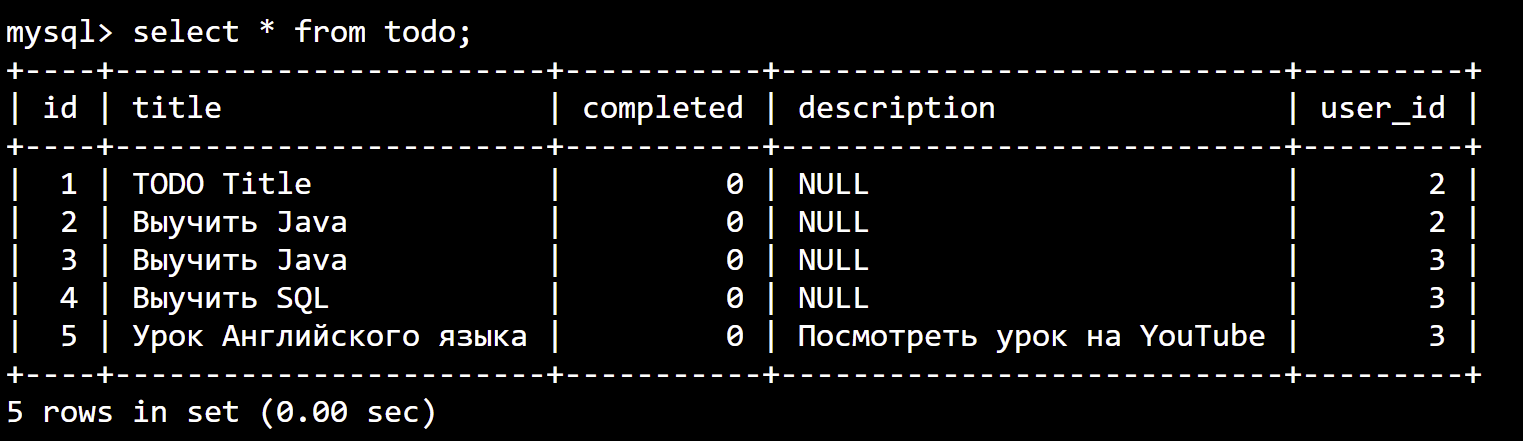 mysql> select * from todo;
+----+------------------------+-----------+----------------------------+---------+
| id | title                  | completed | description                | user_id |
+----+------------------------+-----------+----------------------------+---------+
|  1 | TODO Title             |         0 | NULL                       |       2 |
|  2 | Выучить Java           |         0 | NULL                       |       2 |
|  3 | Выучить Java           |         0 | NULL                       |       3 |
|  4 | Выучить SQL            |         0 | NULL                       |       3 |
|  5 | Урок Английского языка |         0 | Посмотреть урок на YouTube |       3 |
+----+------------------------+-----------+----------------------------+---------+
5 rows in set (0.00 sec)